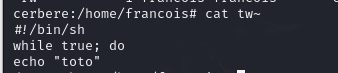 cerbere:/home/francois# cat tw~
#!/bin/sh
while true; do
echo "toto"